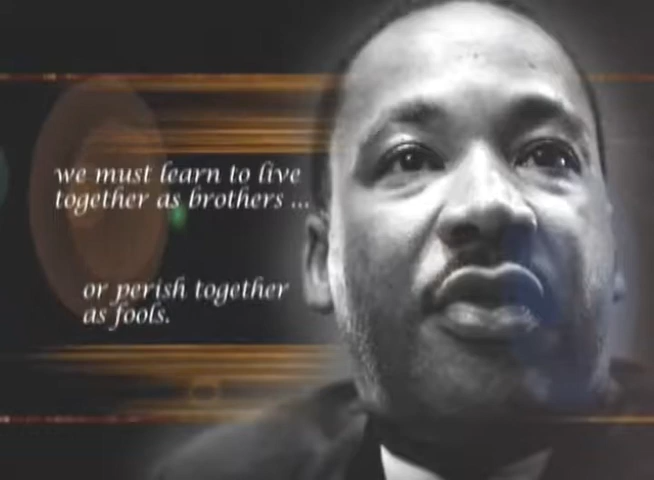 we must learn to live
together as brothers ...
or perish together
as fools.